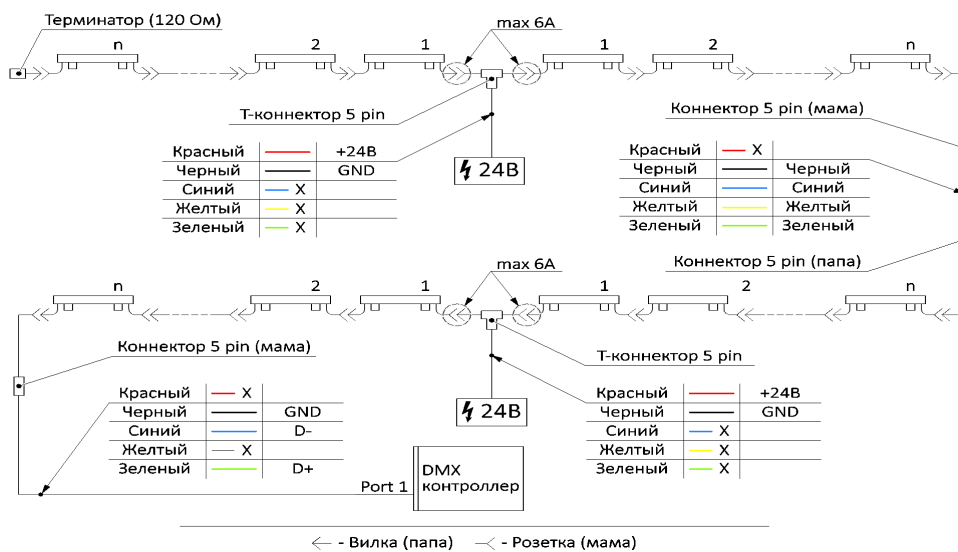 Терминатор (120 Ом)
max 6А
n
2
1
1
2
n
Т-коннектор 5 pin
Коннектор 5 pin (мама)
Красный +24В
Черный GND
Синий X
Желтый X
Зеленый X
24В
Красный X
Черный Черный
Синий Синий
Желтый Желтый
Зеленый Зеленый
Коннектор 5 pin (папа)
max 6А
n
2
1
1
2
n
Коннектор 5 pin (мама)
Т-коннектор 5 pin
Красный X
Черный GND
Синий D-
Желтый X
Зеленый D+
24В
Красный +24В
Черный GND
Синий X
Желтый X
Зеленый X
Port 1
DMX
контроллер
- Вилка (папа)
- Розетка (мама)